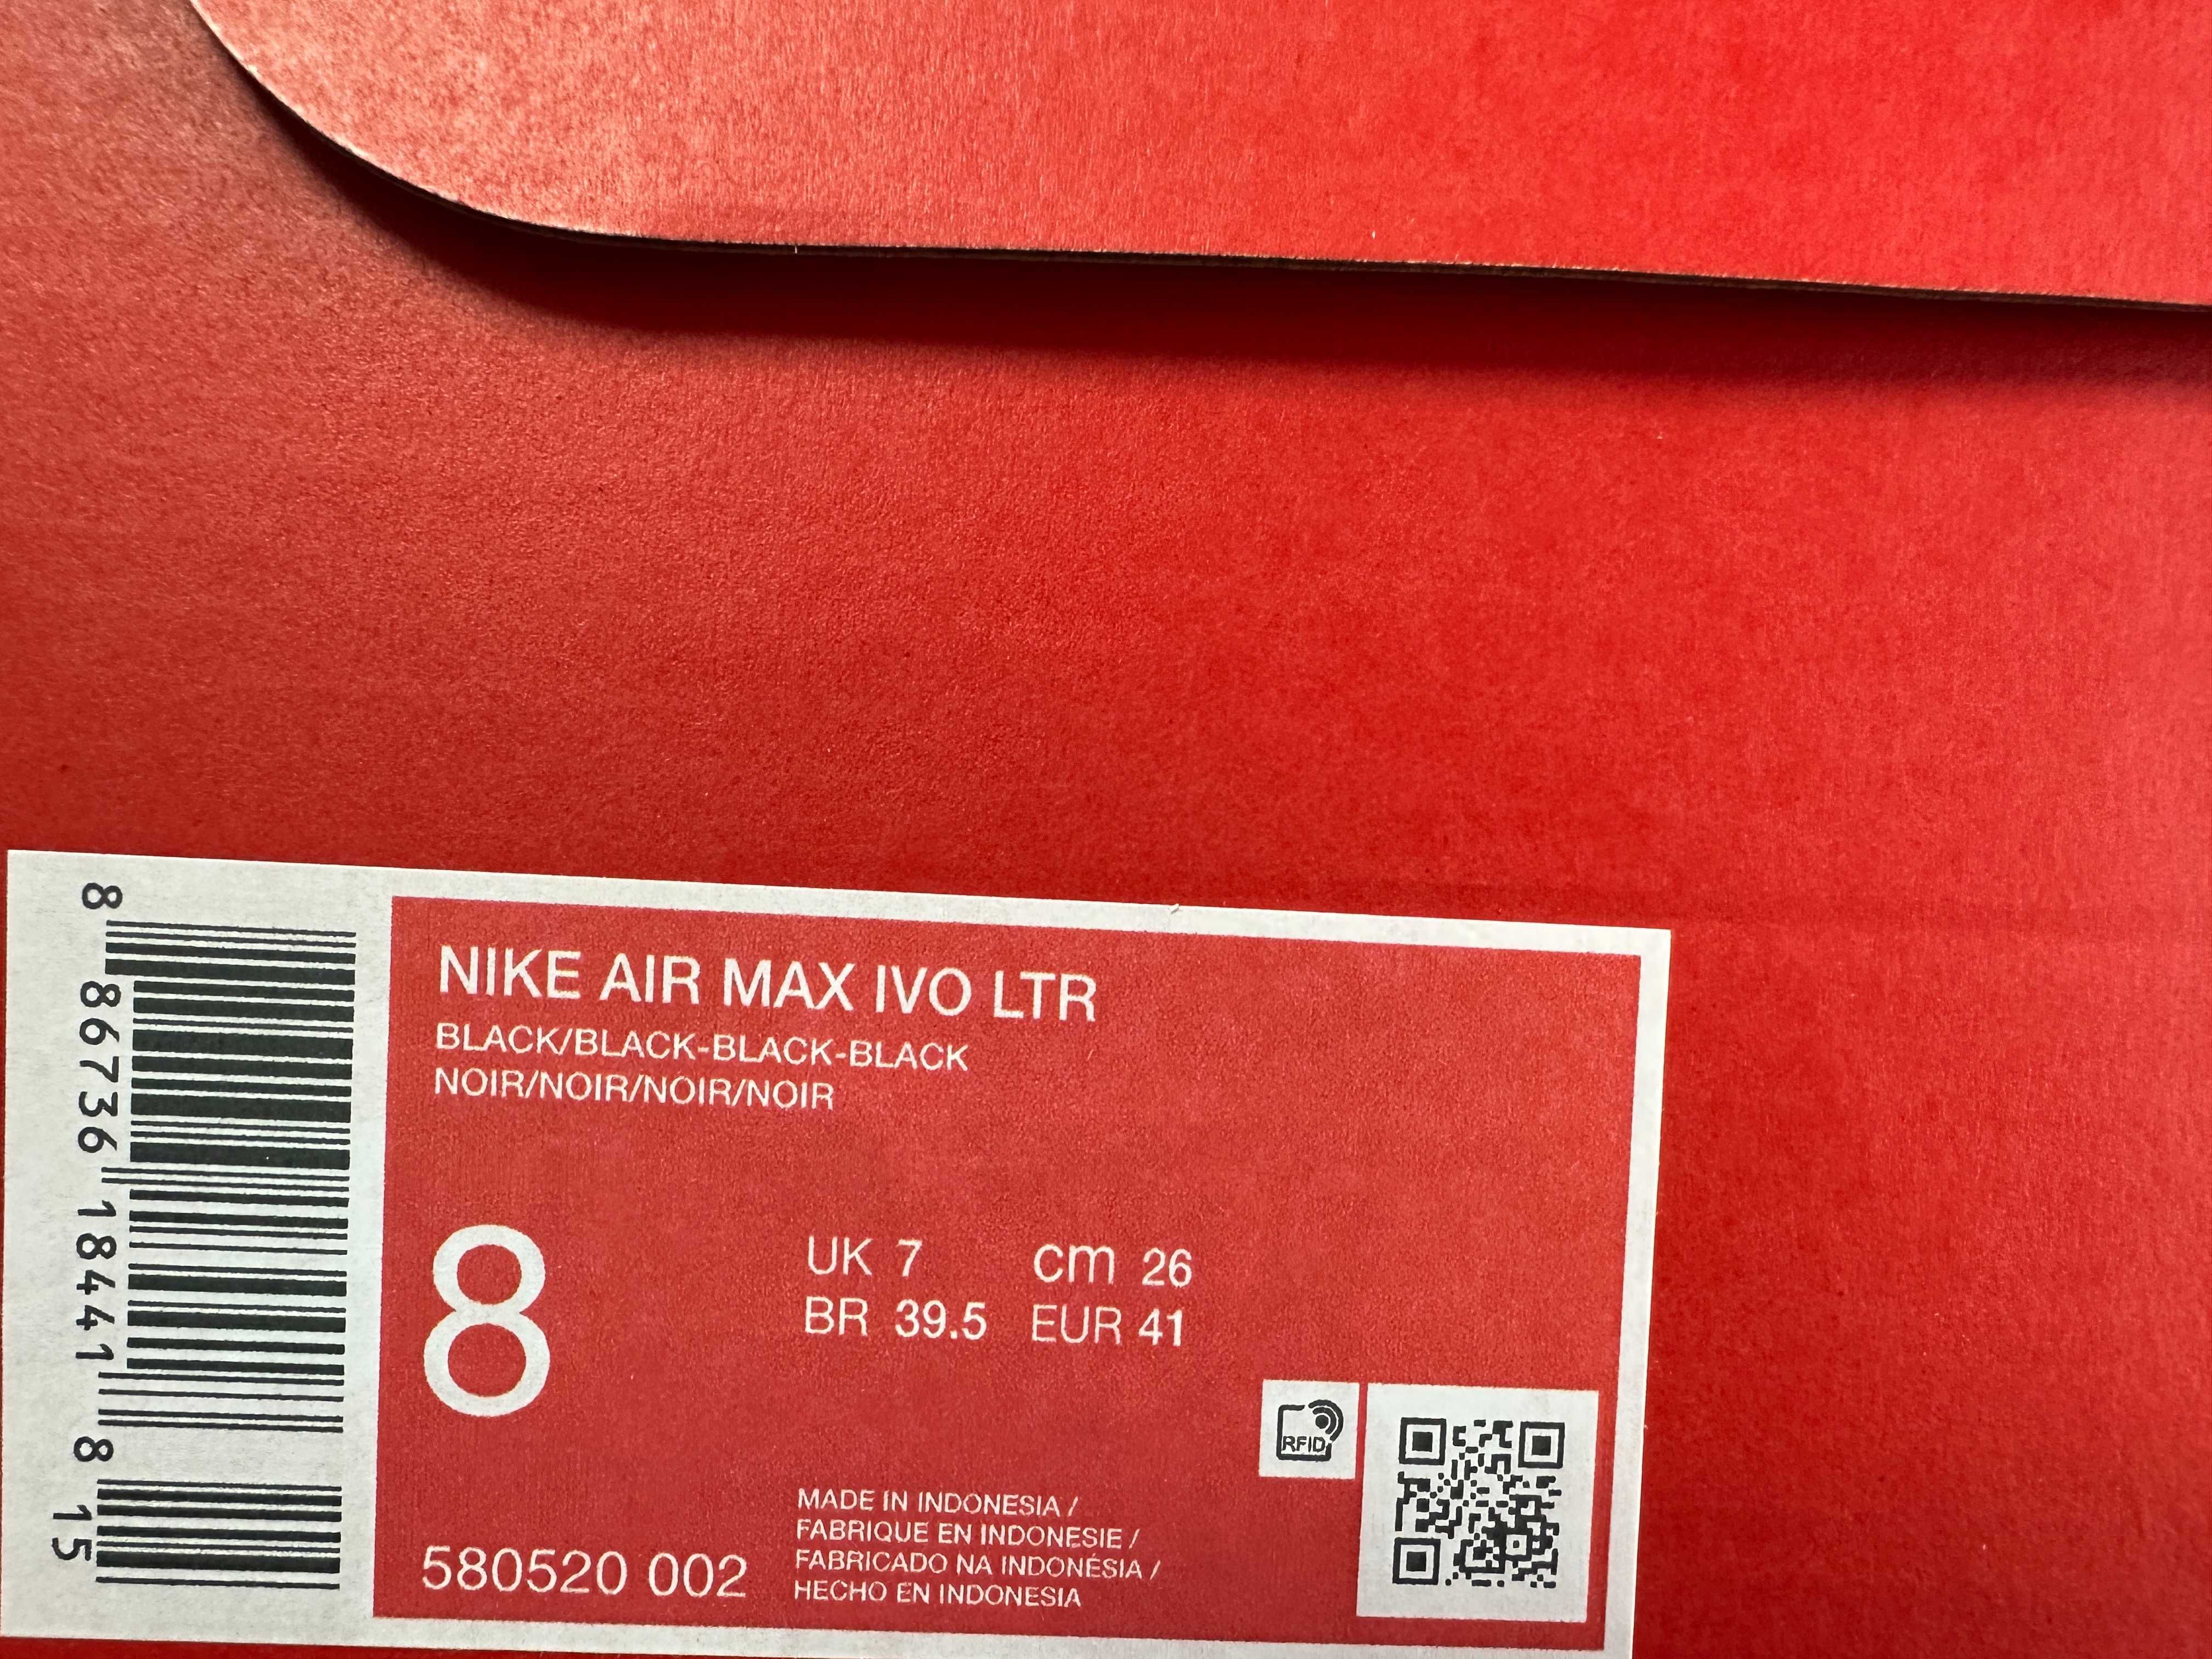 NIKE AIR MAX IVO LTR
BLACK/BLACK-BLACK-BLACK
NOIR/NOIR/NOIR/NOIR
8
UK 7 cm 26
BR 39.5 EUR 41
RFID
580520 002
MADE IN INDONESIA /
FABRIQUE EN INDONESIE /
FABRICADO NA INDONÉSIA /
HECHO EN INDONESIA
8 86736 18441 8 15